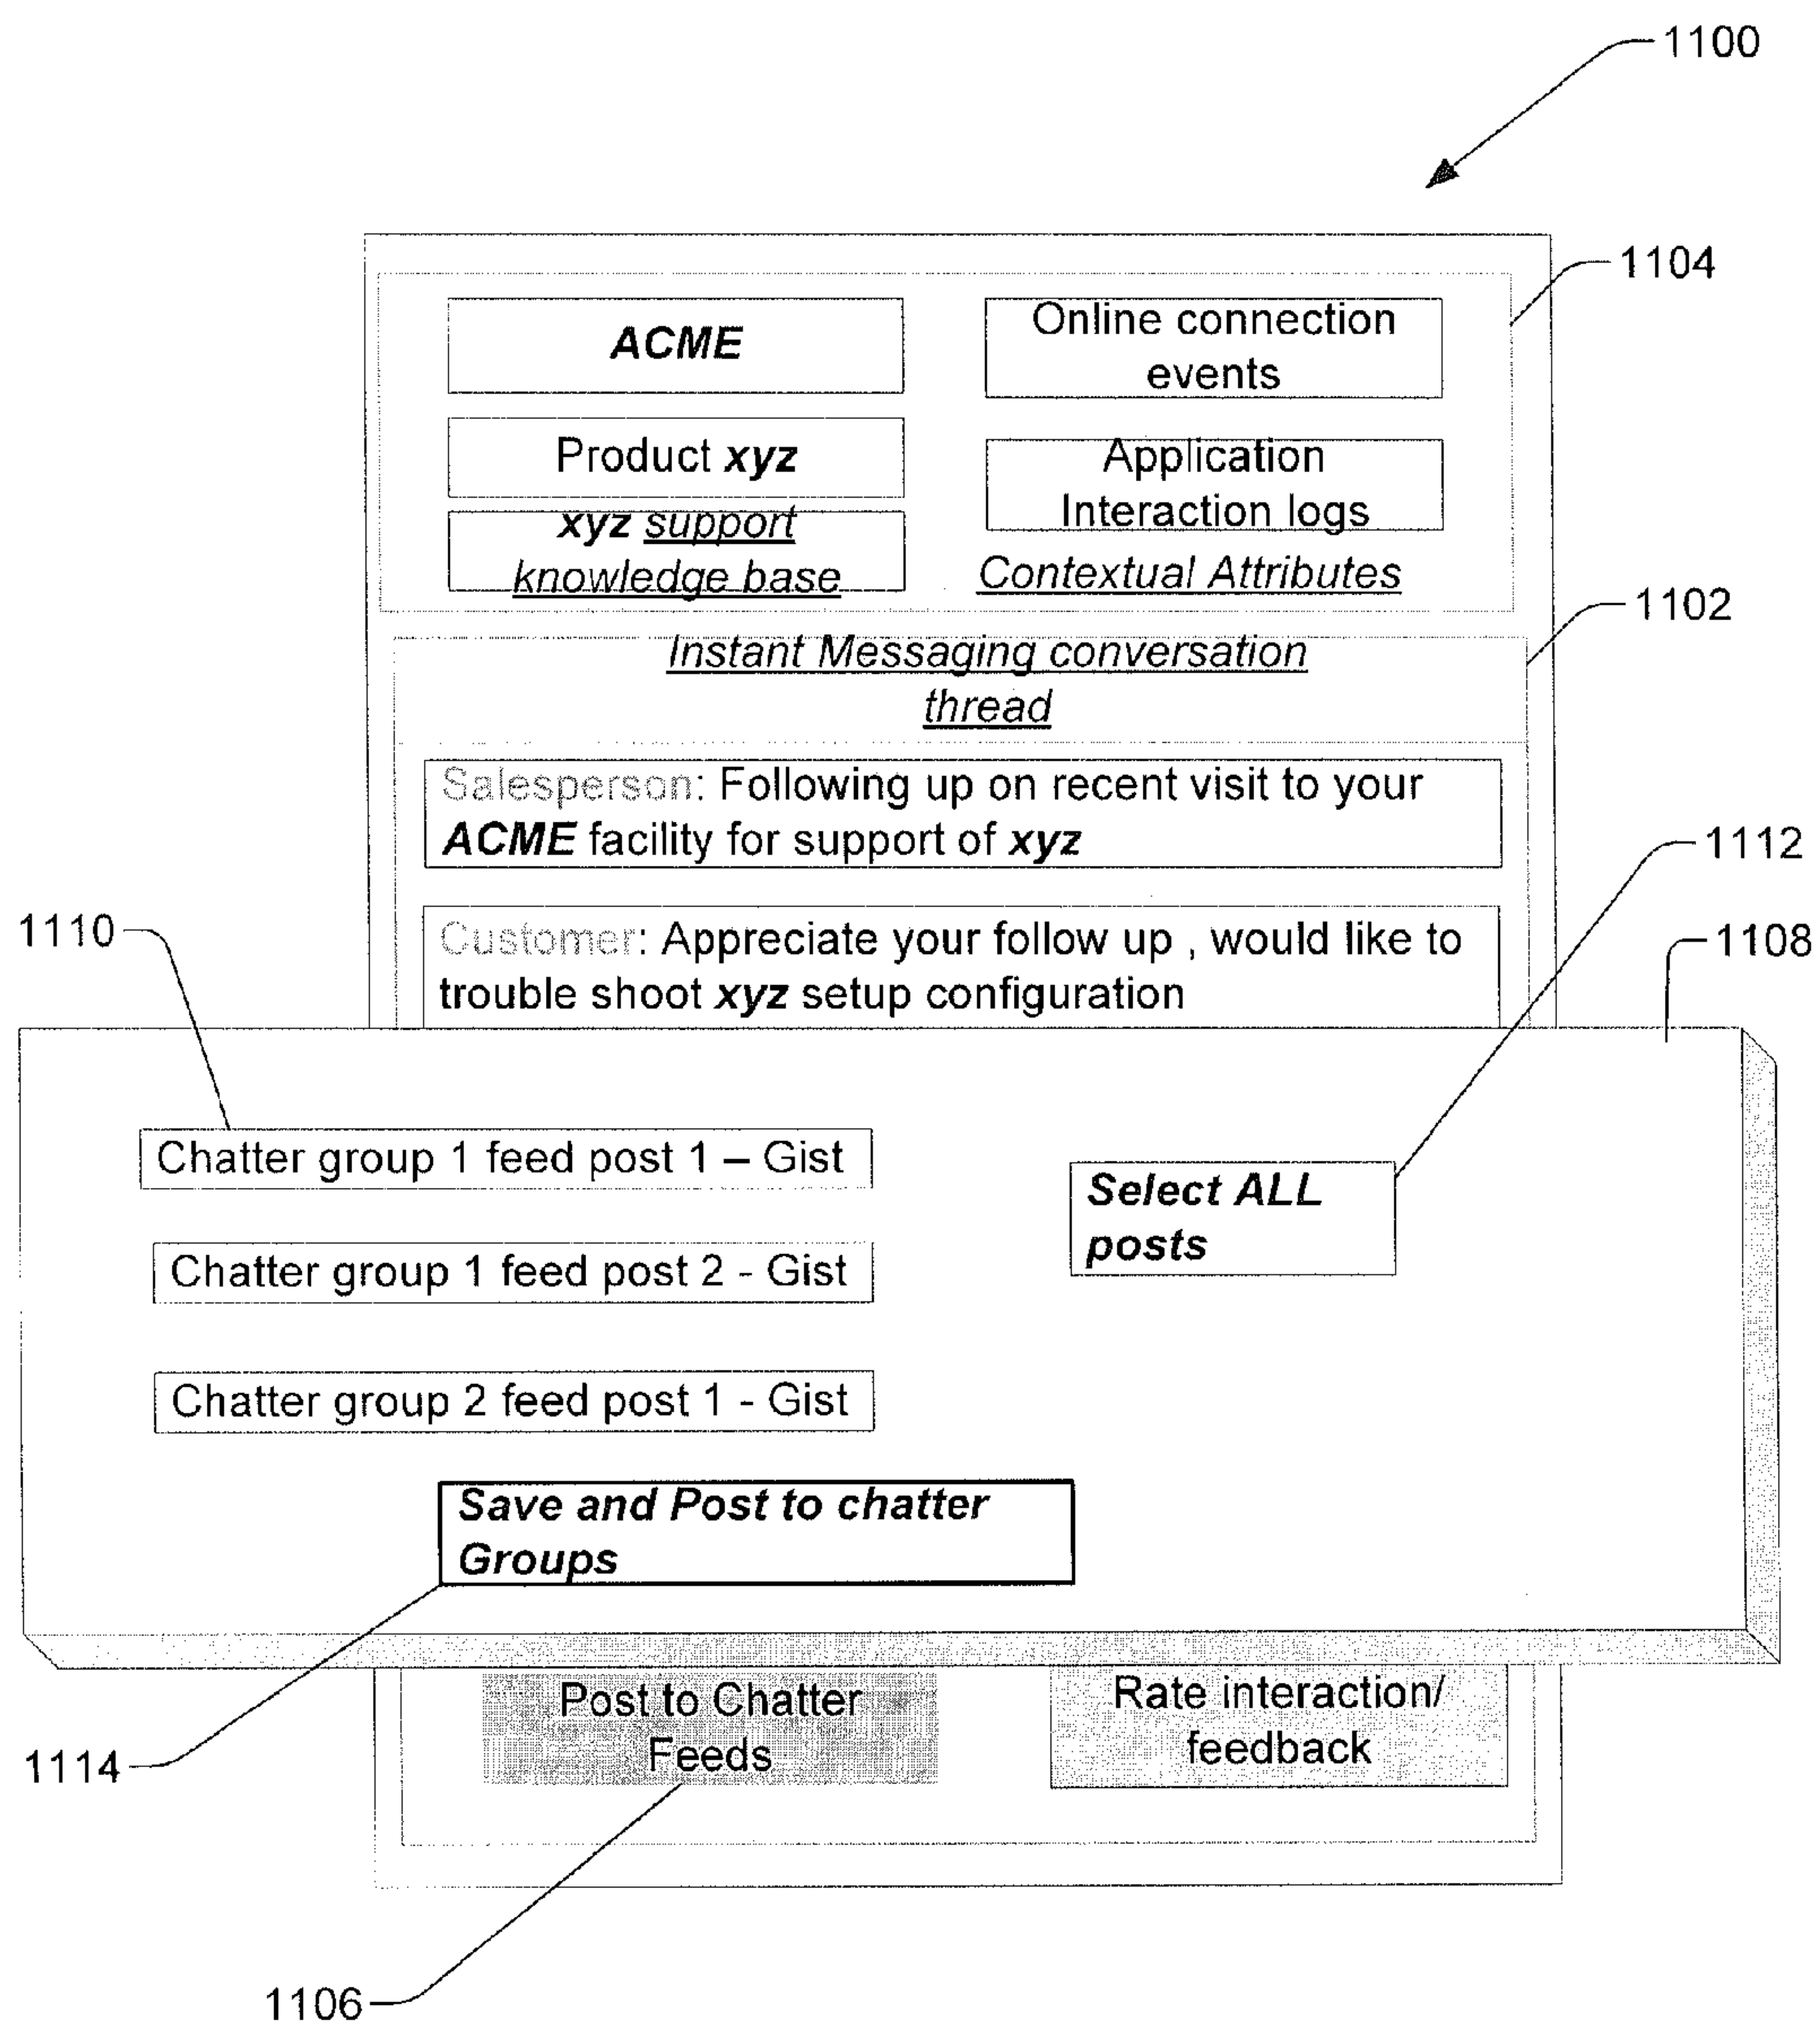 1100
1104
ACME
Online connection
events
Product xyz
Application
Interaction logs
xyz support
knowledge base
Contextual Attributes
1102
Instant Messaging conversation
thread
Salesperson: Following up on recent visit to your
ACME facility for support of xyz
1112
1110
Customer: Appreciate your follow up , would like to
trouble shoot xyz setup configuration
1108
Chatter group 1 feed post 1 – Gist
Select ALL
posts
Chatter group 1 feed post 2 - Gist
Chatter group 2 feed post 1 - Gist
Save and Post to chatter
Groups
Post to Chatter
Feeds
Rate interaction/
feedback
1114
1106